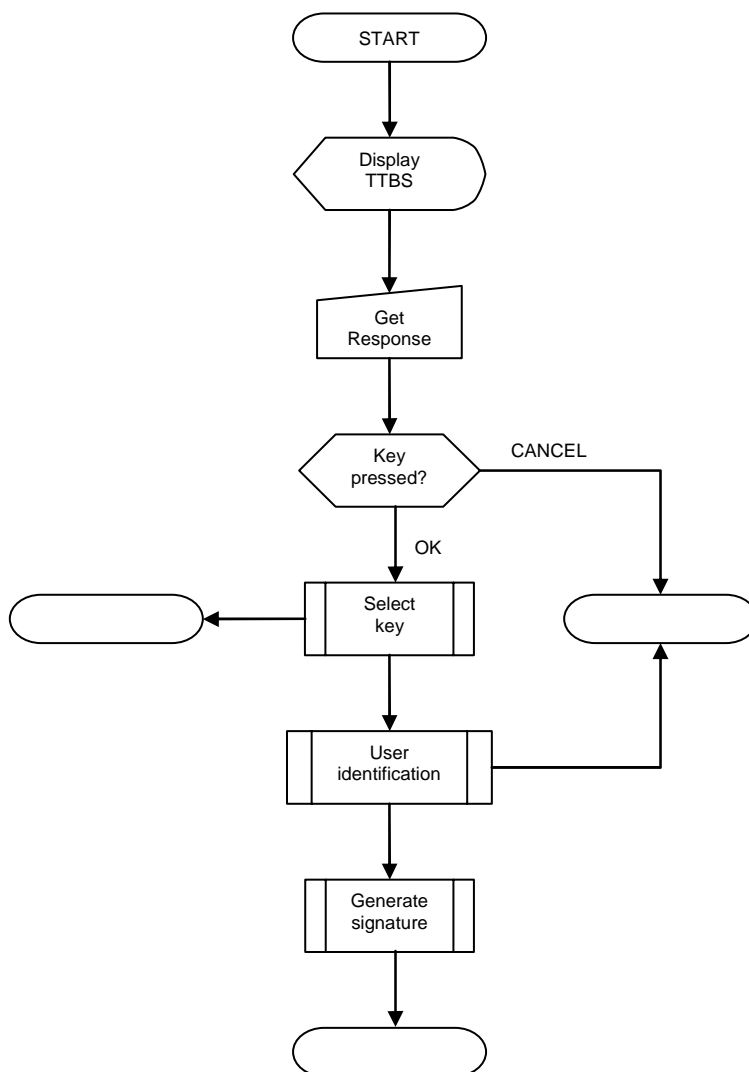 START
Display
TTBS
Get
Response
Key
pressed?
CANCEL
OK
Select
key
User
identification
Generate
signature